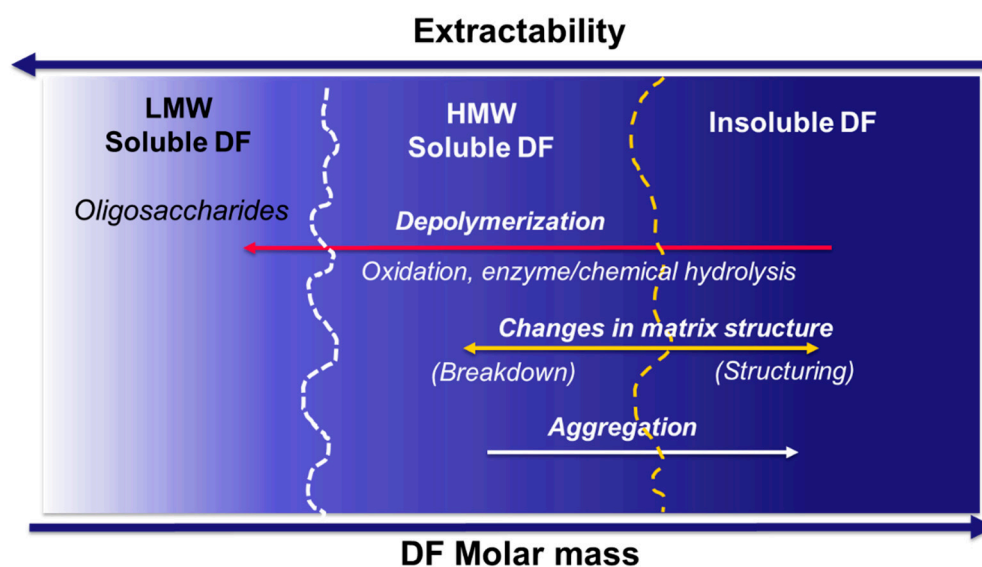 Extractability
LMW
Soluble DF
HMW
Soluble DF
Insoluble DF
Oligosaccharides
Depolymerization
Oxidation, enzyme/chemical hydrolysis
Changes in matrix structure
(Breakdown)
(Structuring)
Aggregation
DF Molar mass